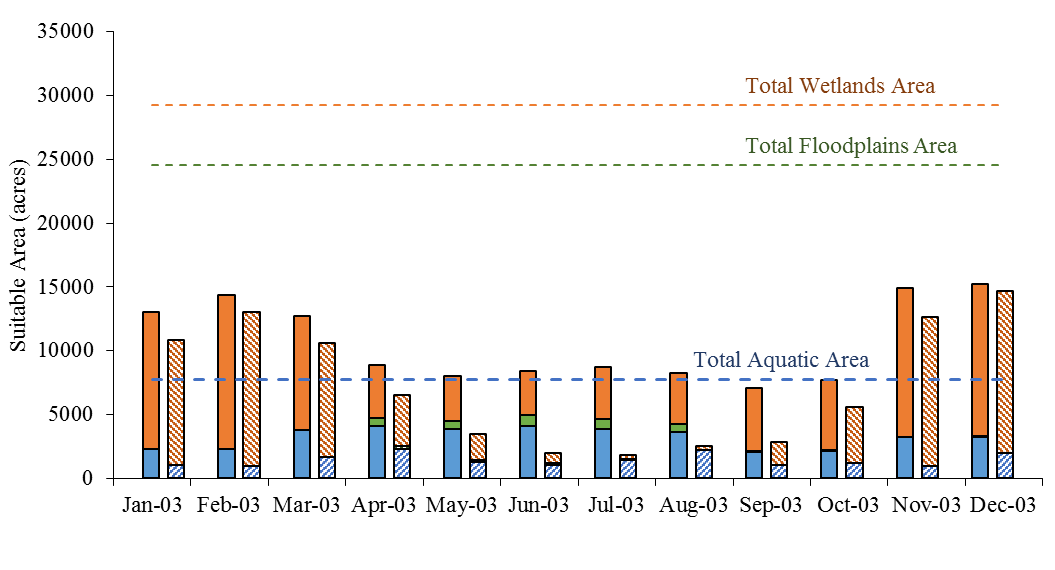 35000
30000
25000
20000
15000
10000
5000
0
Suitable Area (acres)
Total Wetlands Area
Total Floodplains Area
Total Aquatic Area
Jan-03 Feb-03 Mar-03 Apr-03 May-03 Jun-03 Jul-03 Aug-03 Sep-03 Oct-03 Nov-03 Dec-03